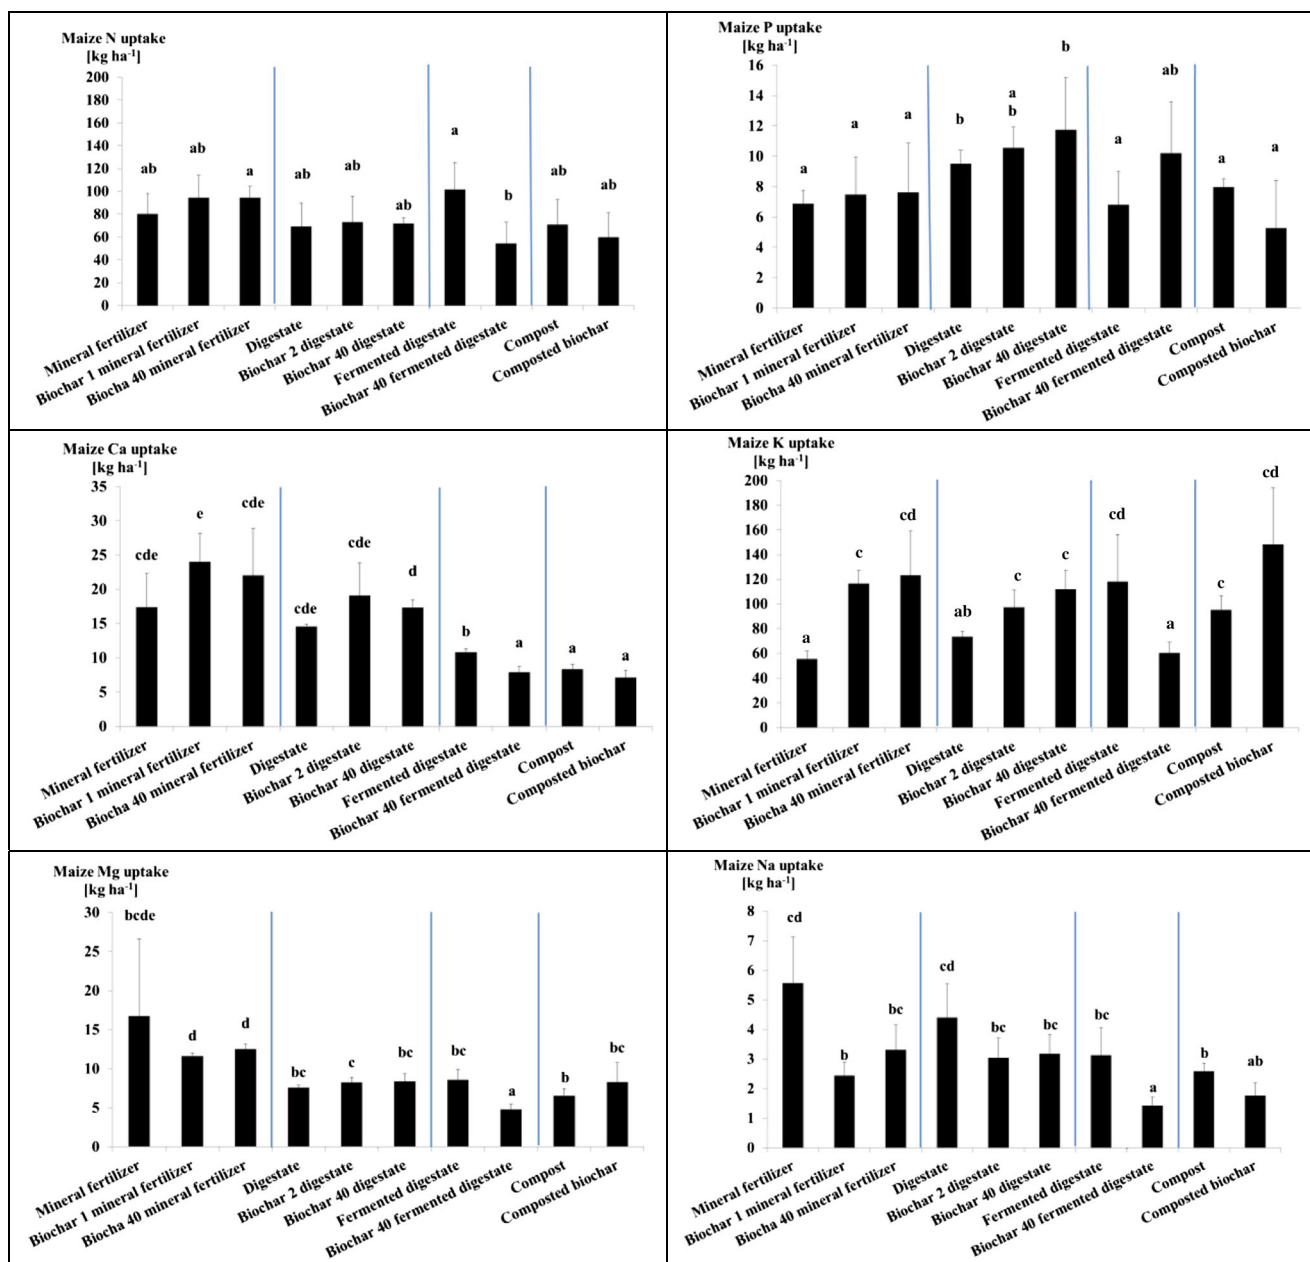 Maize N uptake
[kg ha-1]
200
180
160
140
120
100
80
60
40
20
0
ab
ab
a
ab
ab
ab
a
b
ab
ab
Mineral fertilizer
Biochar 1 mineral fertilizer
Biocha 40 mineral fertilizer
Digestate
Biochar 2 digestate
Biochar 40 digestate
Fermented digestate
Biochar 40 fermented digestate
Compost
Composted biochar
Maize P uptake
[kg ha-1]
16
14
12
10
8
6
4
2
0
a
a
a
b
a
b
b
a
ab
a
a
Mineral fertilizer
Biochar 1 mineral fertilizer
Biocha 40 mineral fertilizer
Digestate
Biochar 2 digestate
Biochar 40 digestate
Fermented digestate
Biochar 40 fermented digestate
Compost
Composted biochar
Maize Ca uptake
[kg ha-1]
35
30
25
20
15
10
5
0
cde
e
cde
cde
cde
d
b
a
a
a
Mineral fertilizer
Biochar 1 mineral fertilizer
Biocha 40 mineral fertilizer
Digestate
Biochar 2 digestate
Biochar 40 digestate
Fermented digestate
Biochar 40 fermented digestate
Compost
Composted biochar
Maize K uptake
[kg ha-1]
200
180
160
140
120
100
80
60
40
20
0
a
c
cd
ab
c
c
cd
a
c
cd
Mineral fertilizer
Biochar 1 mineral fertilizer
Biocha 40 mineral fertilizer
Digestate
Biochar 2 digestate
Biochar 40 digestate
Fermented digestate
Biochar 40 fermented digestate
Compost
Composted biochar
Maize Mg uptake
[kg ha-1]
30
25
20
15
10
5
0
bcde
d
d
bc
c
bc
bc
a
b
bc
Mineral fertilizer
Biochar 1 mineral fertilizer
Biocha 40 mineral fertilizer
Digestate
Biochar 2 digestate
Biochar 40 digestate
Fermented digestate
Biochar 40 fermented digestate
Compost
Composted biochar
Maize Na uptake
[kg ha-1]
8
7
6
5
4
3
2
1
0
cd
b
bc
cd
bc
bc
bc
a
b
ab
Mineral fertilizer
Biochar 1 mineral fertilizer
Biocha 40 mineral fertilizer
Digestate
Biochar 2 digestate
Biochar 40 digestate
Fermented digestate
Biochar 40 fermented digestate
Compost
Composted biochar